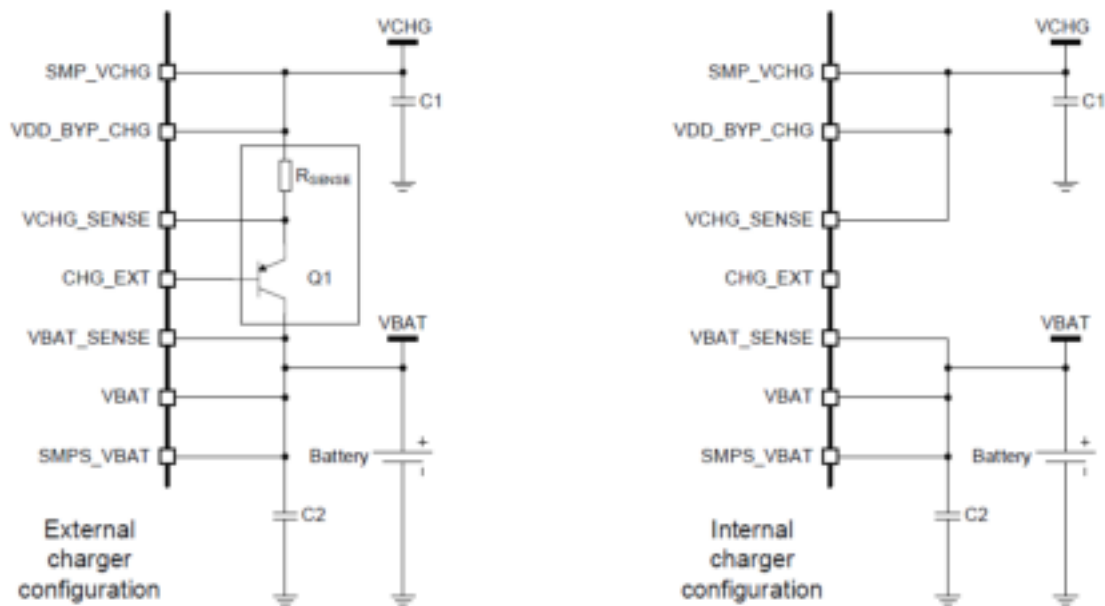 VCHG
SMP_VCHG
C1
VDD_BYP_CHG
RSENSE
VCHG_SENSE
CHG_EXT
Q1
VBAT
VBAT_SENSE
VBAT
SMPS_VBAT
Battery
+
C2
External
charger
configuration
VCHG
SMP_VCHG
C1
VDD_BYP_CHG
VCHG_SENSE
CHG_EXT
VBAT
VBAT_SENSE
VBAT
SMPS_VBAT
Battery
+
C2
Internal
charger
configuration